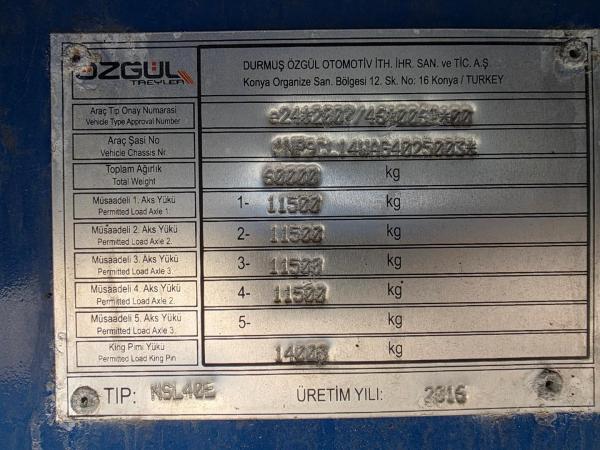 ÖZGÜL
TREYLER
DURMUŞ ÖZGÜL OTOMOTİV İTH. İHR. SAN. ve TİC. A.Ş.
Konya Organize San. Bölgesi 12. Sk. No: 16 Konya / TURKEY
Araç Tip Onay Numarası
Vehicle Type Approval Number
Araç Şasi No
Vehicle Chassis Nr.
Toplam Ağırlık
Total Weight
60000 kg
Müsaadeli 1. Aks Yükü
Permitted Load Axle 1.
1- 11500 kg
Müsaadeli 2. Aks Yükü
Permitted Load Axle 2.
2- 11500 kg
Müsaadeli 3. Aks Yükü
Permitted Load Axle 3.
3- 11500 kg
Müsaadeli 4. Aks Yükü
Permitted Load Axle 2.
4- 11500 kg
Müsaadeli 5. Aks Yükü
Permitted Load Axle 3.
5- kg
King Pimi Yükü
Permitted Load King Pin
14000 kg
TIP: NSL40E ÜRETİM YILI: 2016